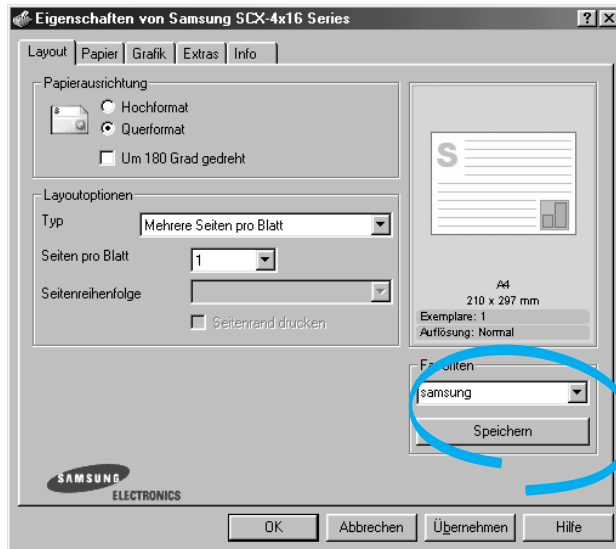 Eigenschaften von Samsung SCX-4x16 Series
Layout Papier Grafik Extras Info
Papierausrichtung
Hochformat
Querformat
Um 180 Grad gedreht
Layoutoptionen
Typ Mehrere Seiten pro Blatt
Seiten pro Blatt 1
Seitenreihenfolge
Seitenrand drucken
S
S
A4
210 x 297 mm
Exemplare: 1
Auflösung: Normal
Favoriten
samsung
Speichern
SAMSUNG
ELECTRONICS
OK Abbrechen Übernehmen Hilfe